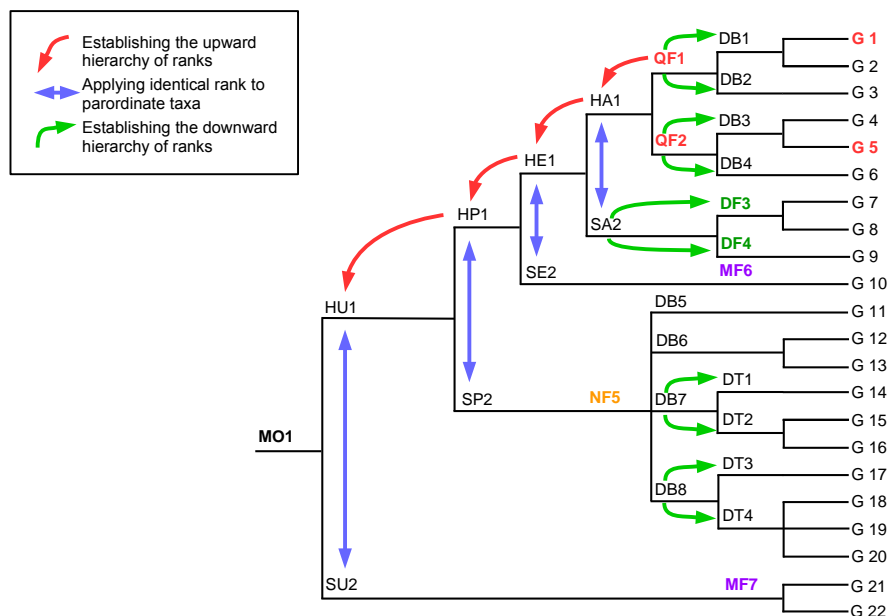 Establishing the upward
hierarchy of ranks
Applying identical rank to
parordinate taxa
Establishing the downward
hierarchy of ranks
DB1
G 1
QF1
G 2
DB2
G 3
HA1
DB3
G 4
QF2
G 5
HE1
DB4
G 6
DF3
G 7
HP1
SA2
G 8
DF4
G 9
SE2
MF6
G 10
HU1
DB5
G 11
DB6
G 12
G 13
DT1
G 14
SP2
NF5
DB7
DT2
G 15
MO1
G 16
DT3
G 17
DB8
G 18
DT4
G 19
G 20
SU2
MF7
G 21
G 22